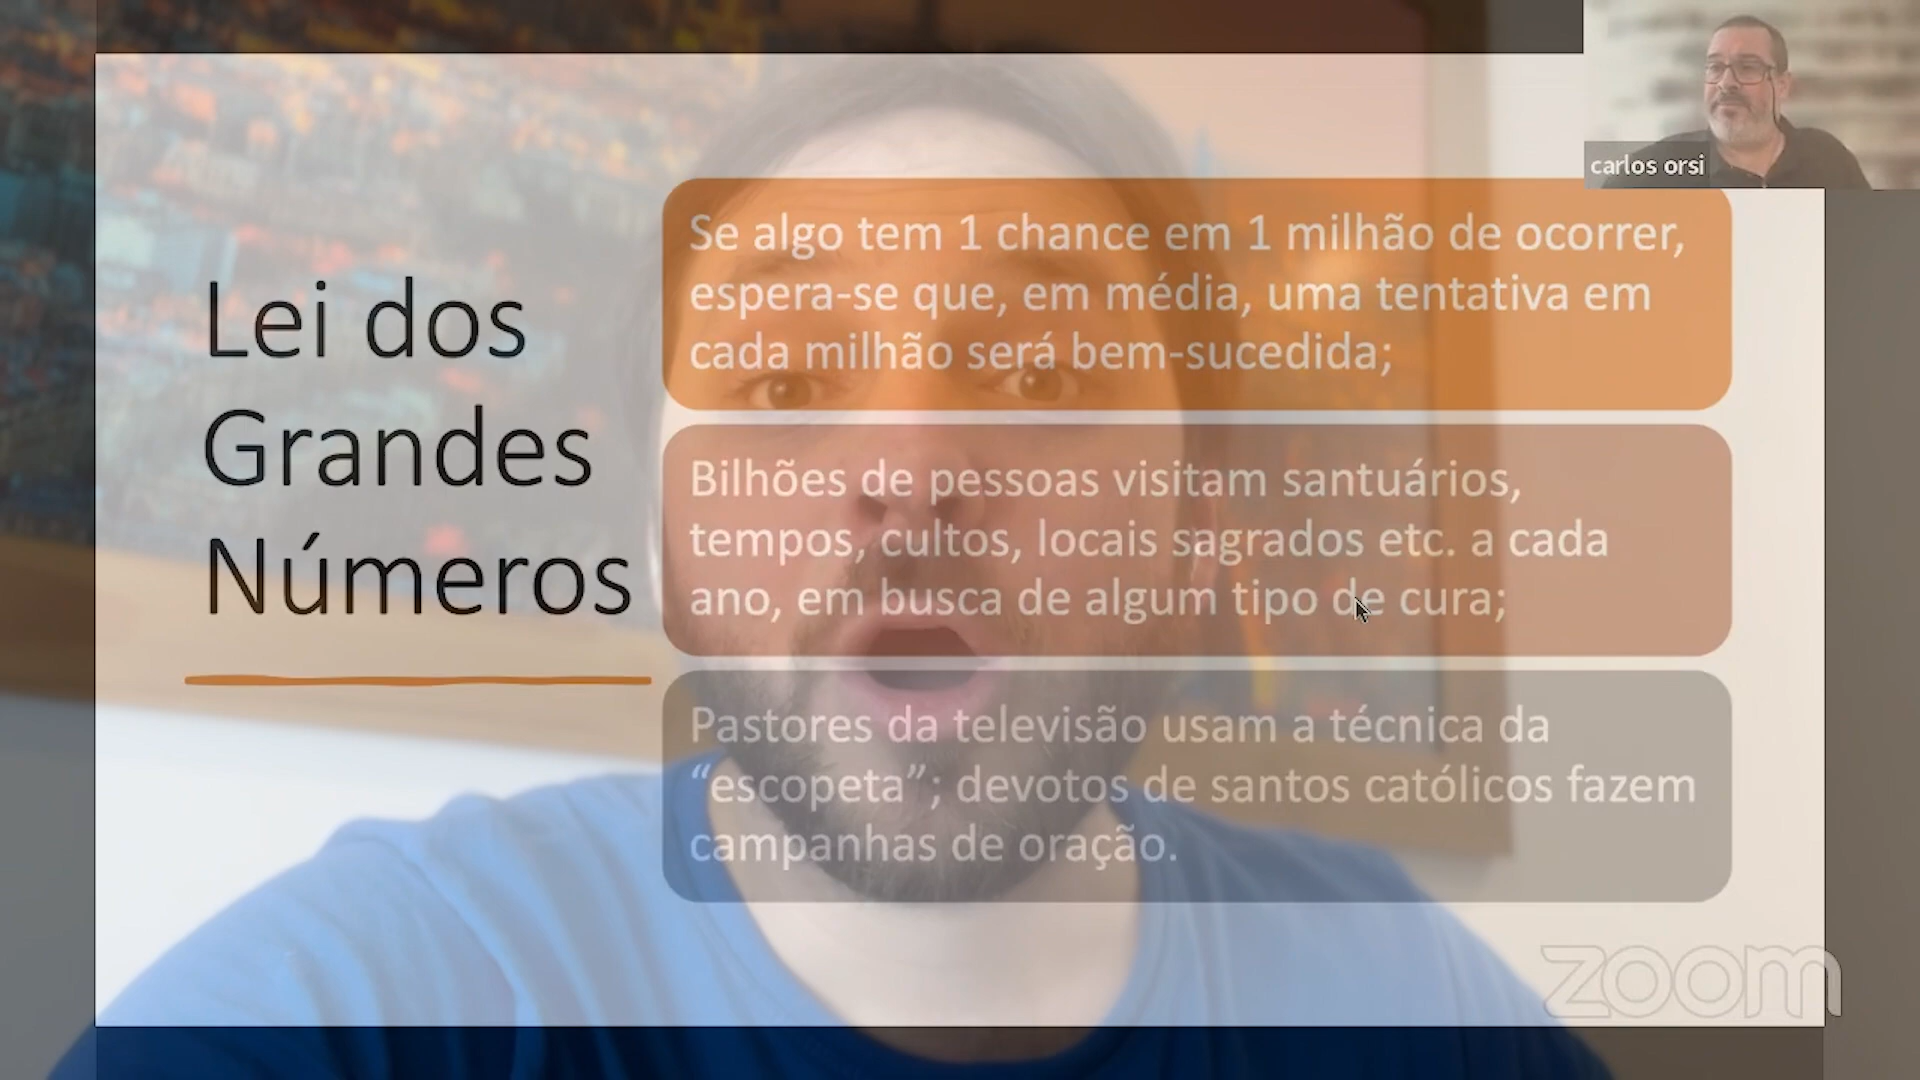 carlos orsi
Lei dos
Grandes
Números
Se algo tem 1 chance em 1 milhão de ocorrer,
espera-se que, em média, uma tentativa em
cada milhão será bem-sucedida;
Bilhões de pessoas visitam santuários,
tempos, cultos, locais sagrados etc. a cada
ano, em busca de algum tipo de cura;
Pastores da televisão usam a técnica da
“escopeta”; devotos de santos católicos fazem
campanhas de oração.
zoom